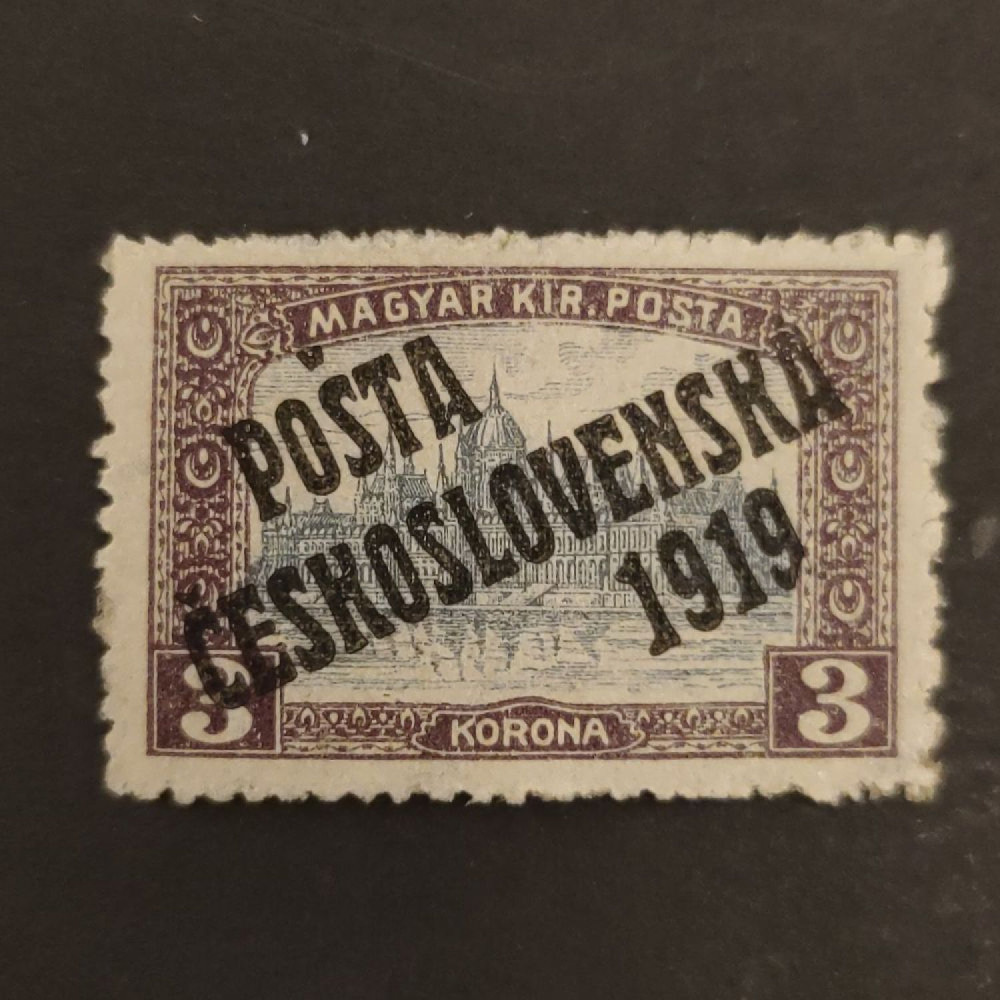 MAGYAR KIR. POSTA
POŠTA
ČESKOSLOVENSKÁ
1919
3
KORONA
3